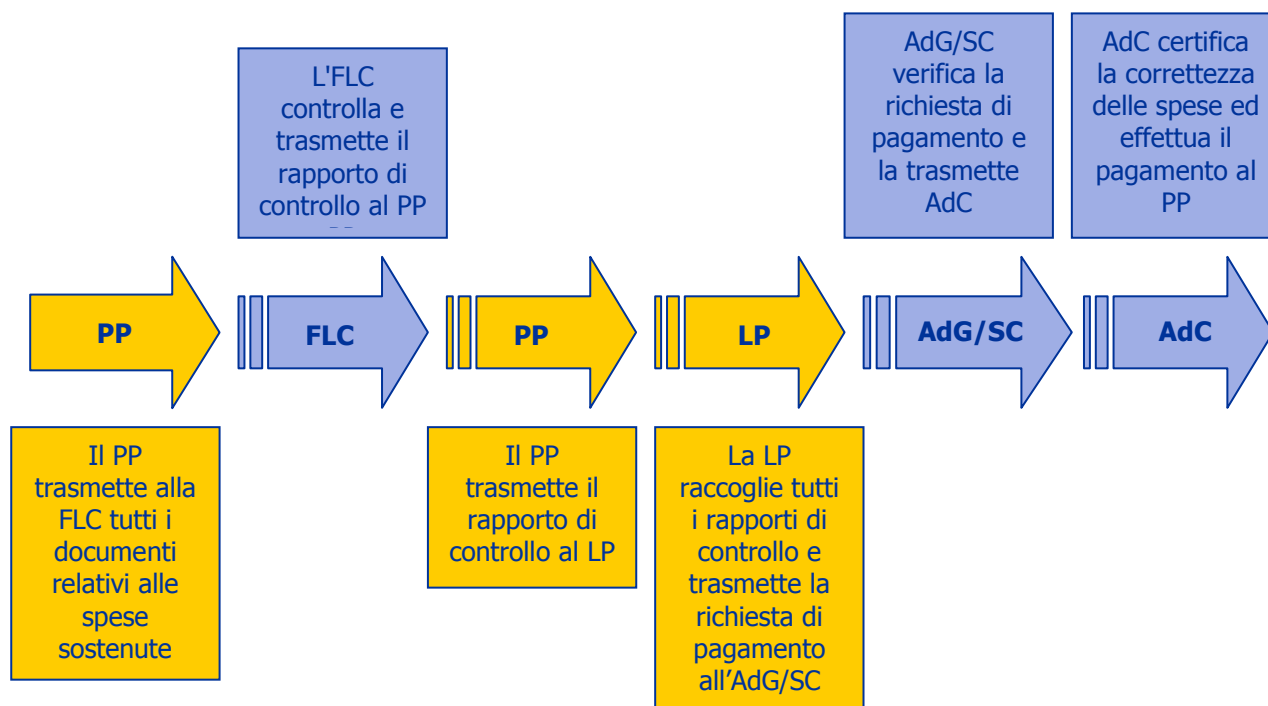 L'FLC
controlla e
trasmette il
rapporto di
controllo al PP
AdG/SC
verifica la
richiesta di
pagamento e
la trasmette
AdC
AdC certifica
la correttezza
delle spese ed
effettua il
pagamento al
PP
PP
FLC
PP
LP
AdG/SC
AdC
Il PP
trasmette alla
FLC tutti i
documenti
relativi alle
spese
sostenute
Il PP
trasmette il
rapporto di
controllo al LP
La LP
raccoglie tutti
i rapporti di
controllo e
trasmette la
richiesta di
pagamento
all’AdG/SC